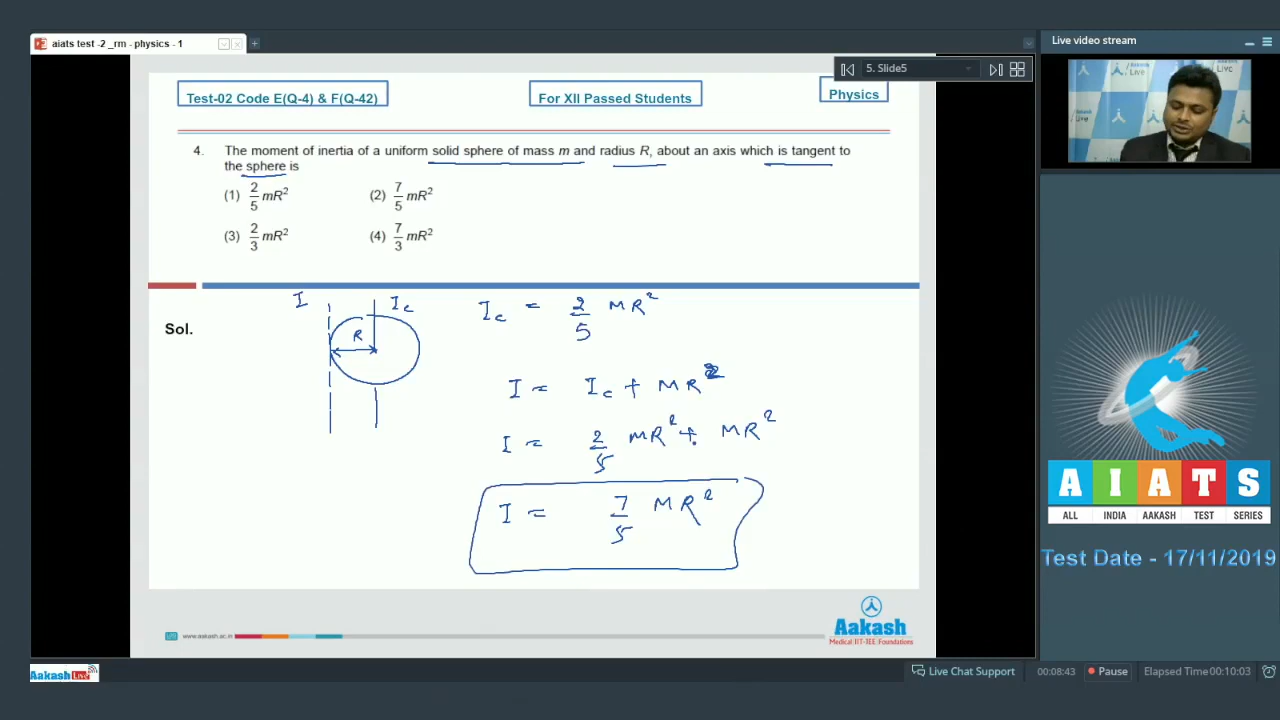 aiats test -2 _rm - physics - 1
Live video stream
5. Slide5
Test-02 Code E(Q-4) & F(Q-42)
For XII Passed Students
Physics
4. The moment of inertia of a uniform solid sphere of mass m and radius R, about an axis which is tangent to
the sphere is
(1) 2/5 mR² (2) 7/5 mR²
(3) 2/3 mR² (4) 7/3 mR²
Sol.
I
I_c
R
I_c = 2/5 MR²
I = I_c + MR²
I = 2/5 MR² + MR²
I = 7/5 MR²
AIATS
ALL INDIA AAKASH TEST SERIES
Test Date - 17/11/2019
www.aakash.ac.in
Aakash
Medical|IIT-JEE|Foundations
Aakash Live
Live Chat Support
00:08:43
Pause
Elapsed Time 00:10:03